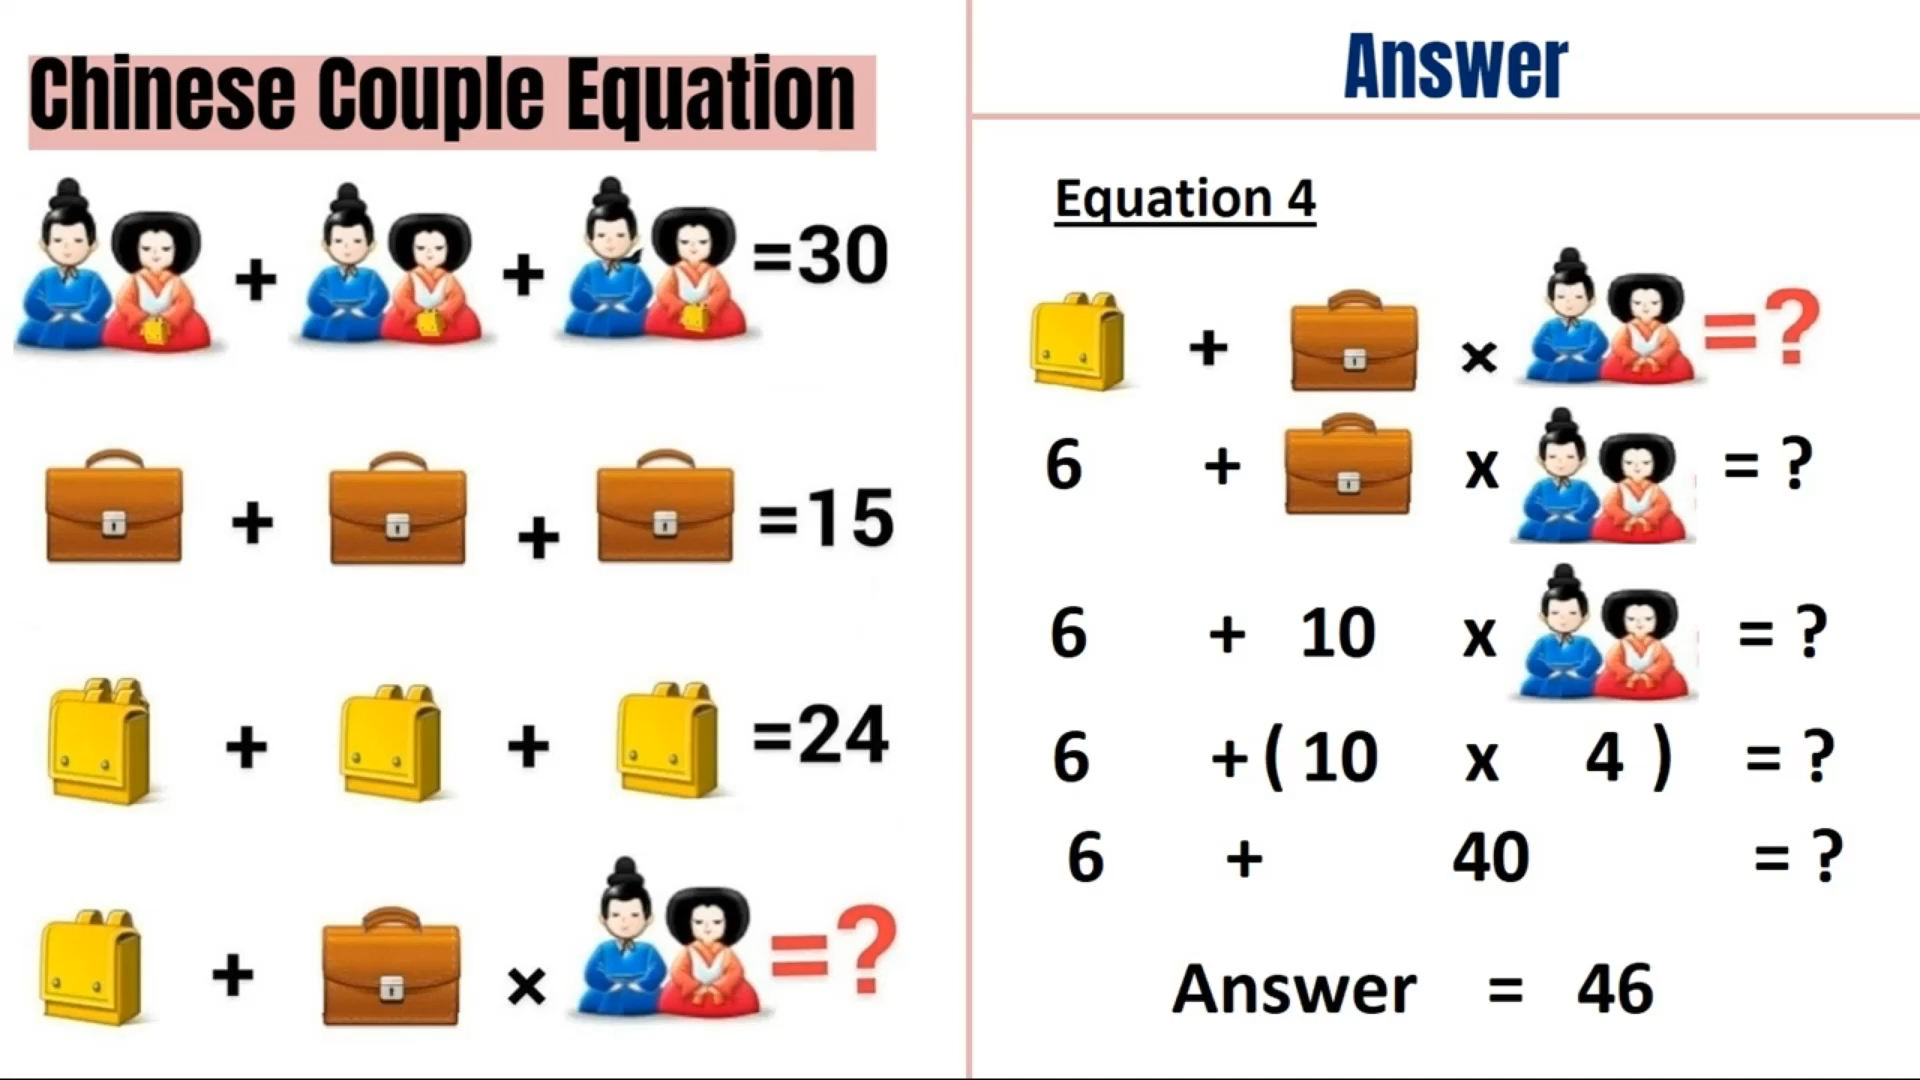 Chinese Couple Equation
+ + =30
+ + =15
+ + =24
+ × =?
Answer
Equation 4
+ × =?
6 + x = ?
6 + 10 x = ?
6 + ( 10 x 4 ) = ?
6 + 40 = ?
Answer = 46